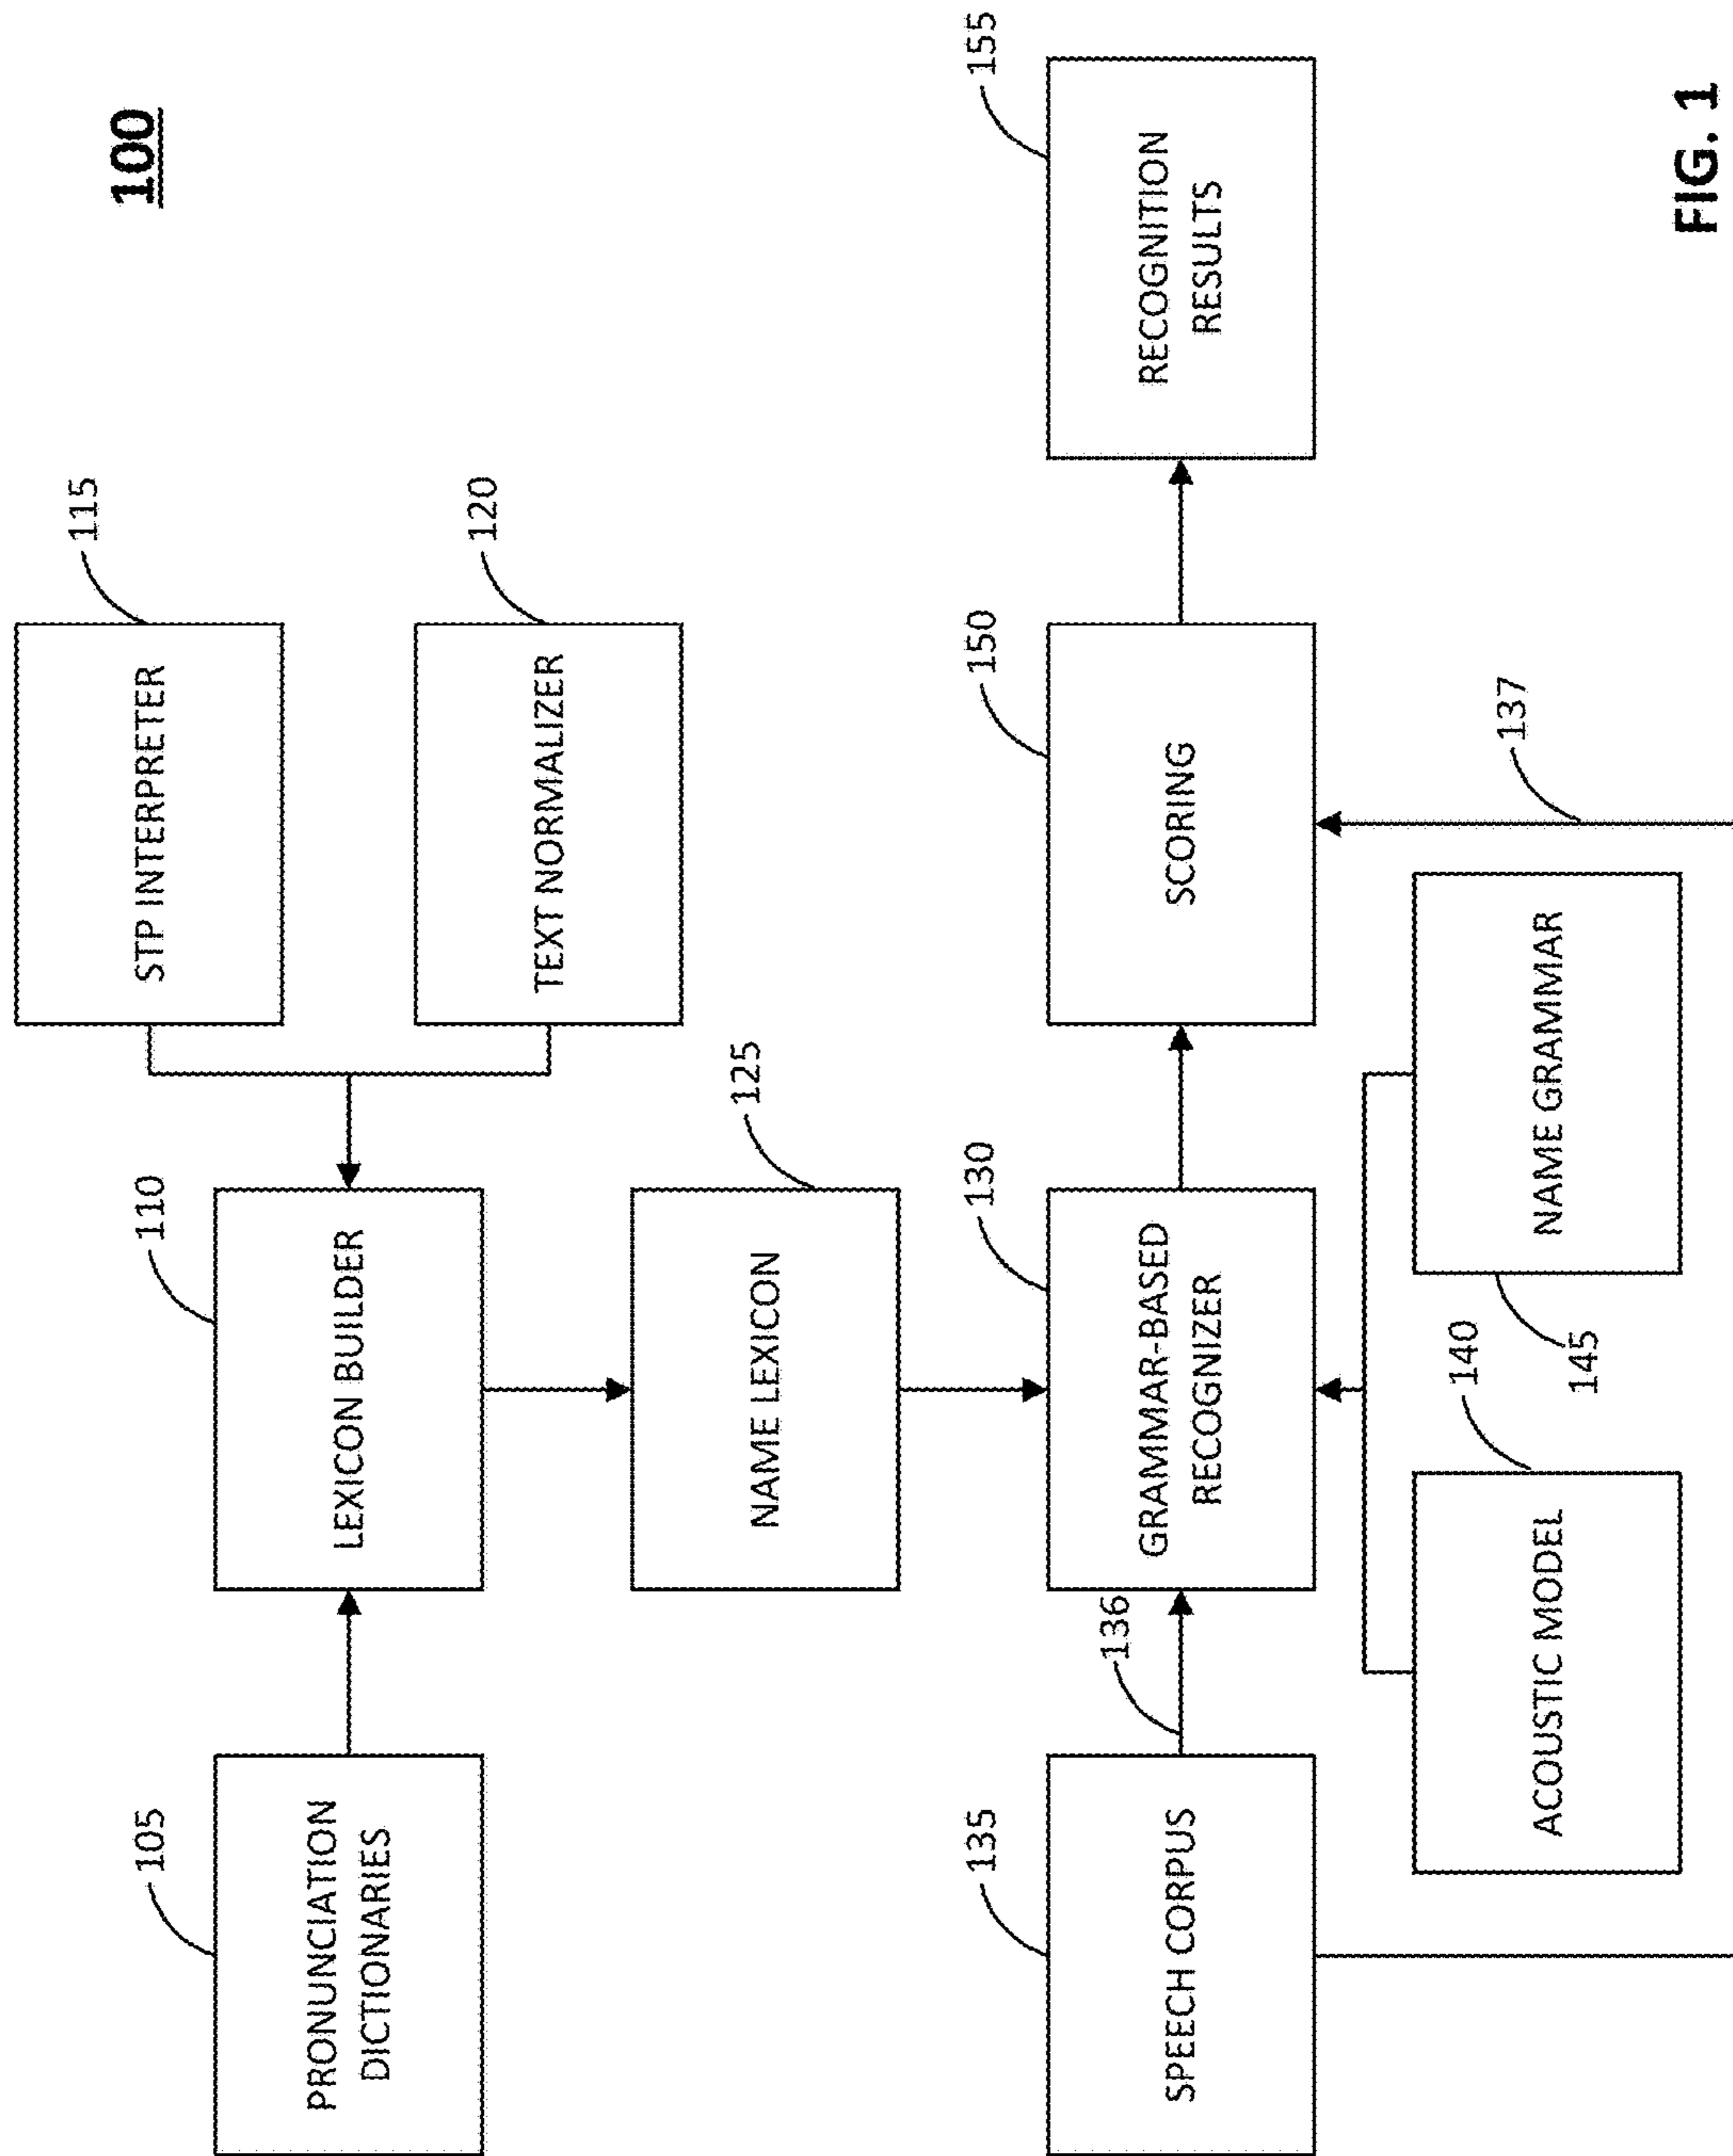 100
STP INTERPRETER
115
110
LEXICON BUILDER
105
PRONUNCIATION
DICTIONARIES
TEXT NORMALIZER
120
125
NAME LEXICON
135
SPEECH CORPUS
136
130
GRAMMAR-BASED
RECOGNIZER
150
SCORING
155
RECOGNITION
RESULTS
137
140
ACOUSTIC MODEL
145
NAME GRAMMAR
FIG. 1